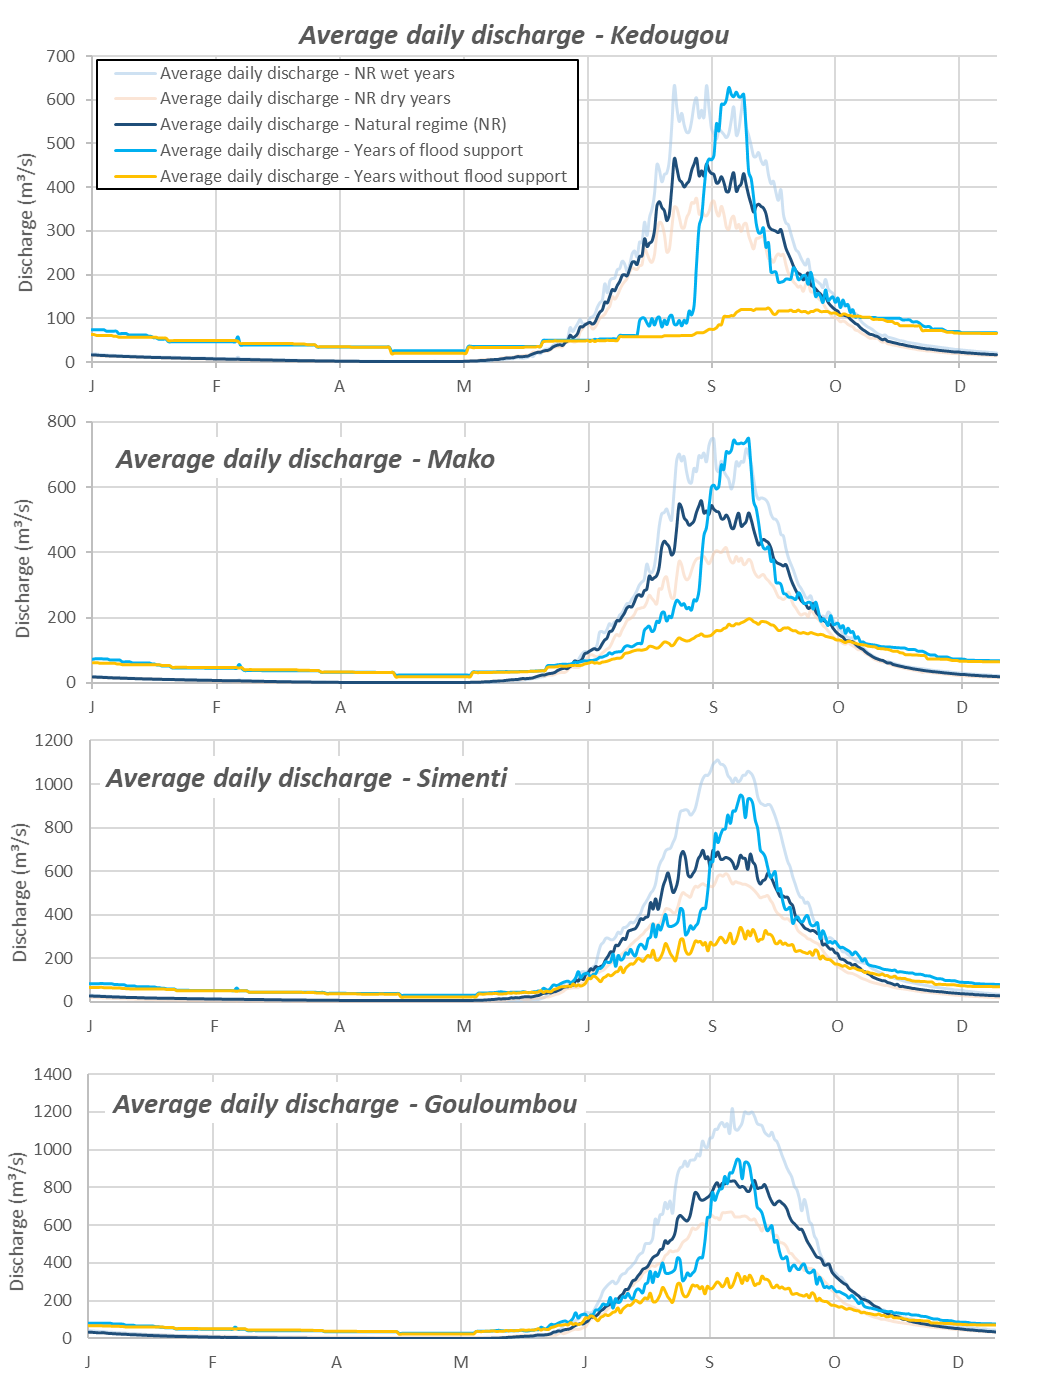 Average daily discharge - Kedougou
700
600
500
400
300
200
100
0
Discharge (m³/s)
Average daily discharge - NR wet years
Average daily discharge - NR dry years
Average daily discharge - Natural regime (NR)
Average daily discharge - Years of flood support
Average daily discharge - Years without flood support
J F A M J S O D
Average daily discharge - Mako
800
600
400
200
0
Discharge (m³/s)
J F A M J S O D
Average daily discharge - Simenti
1200
1000
800
600
400
200
0
Discharge (m³/s)
J F A M J S O D
Average daily discharge - Gouloumbou
1400
1200
1000
800
600
400
200
0
Discharge (m³/s)
J F A M J S O D